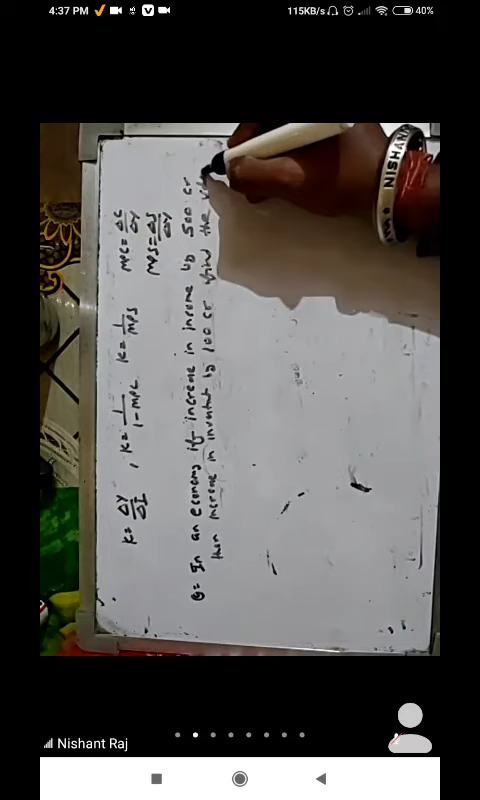 4:37 PM
115KB/s
40%
K = ΔY/ΔI , K = 1/1-MPC K = 1/MPS MPC = ΔC/ΔY
MPS = ΔS/ΔY
Q= In an economy if increase in income by 500 cr
then increase in invetment by 100 cr find the
NISHAN
Nishant Raj